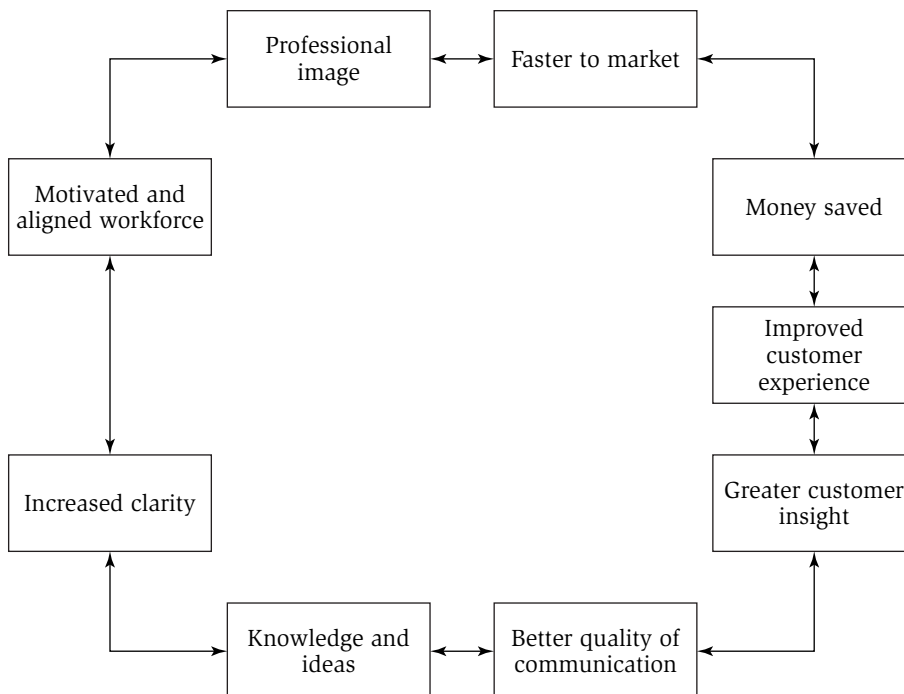 Professional
image
Faster to market
Motivated and
aligned workforce
Money saved
Improved
customer
experience
Increased clarity
Greater customer
insight
Knowledge and
ideas
Better quality of
communication